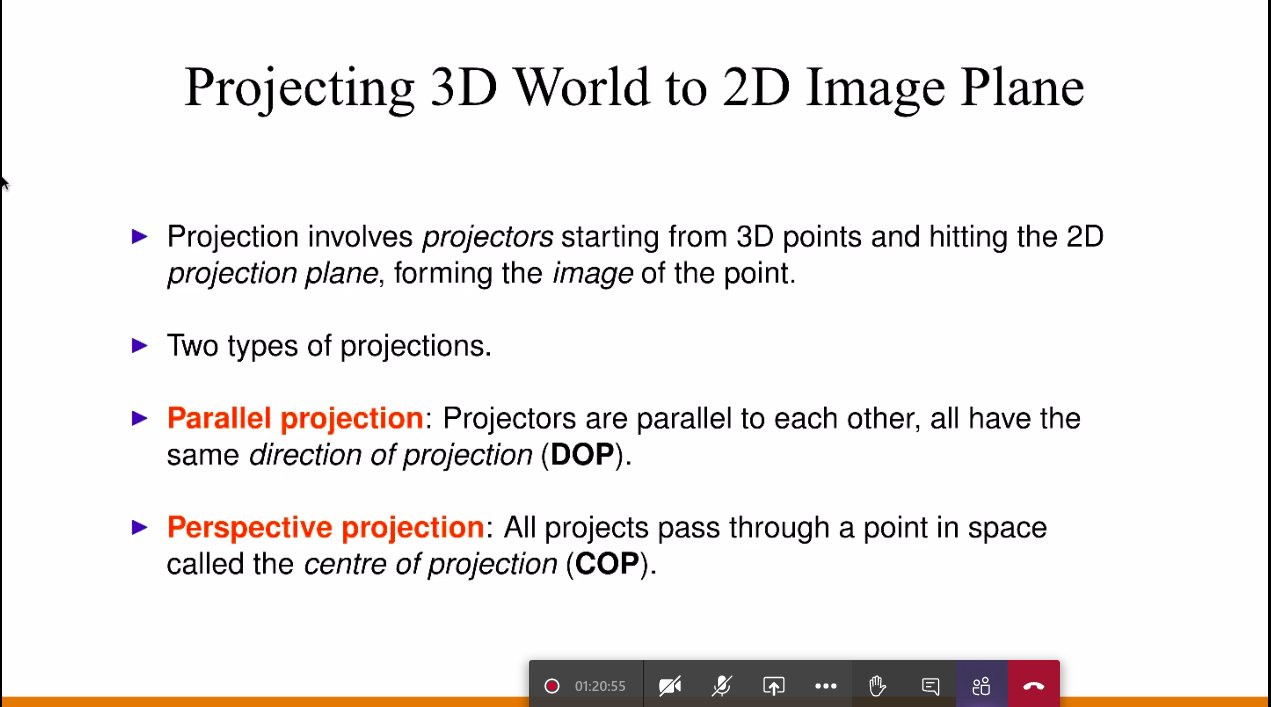 Projecting 3D World to 2D Image Plane
Projection involves projectors starting from 3D points and hitting the 2D
projection plane, forming the image of the point.
Two types of projections.
Parallel projection: Projectors are parallel to each other, all have the
same direction of projection (DOP).
Perspective projection: All projects pass through a point in space
called the centre of projection (COP).
01:20:55